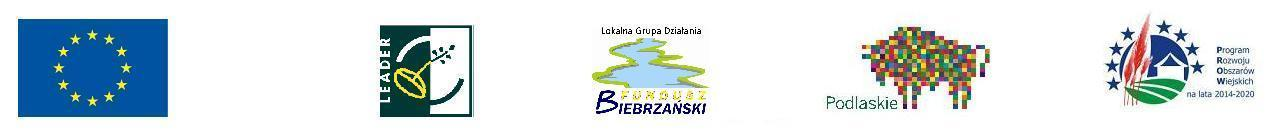 LEADER
Lokalna Grupa Działania
FUNDUSZ
BIEBRZAŃSKI
Podlaskie
Program
Rozwoju
Obszarów
Wiejskich
na lata 2014-2020